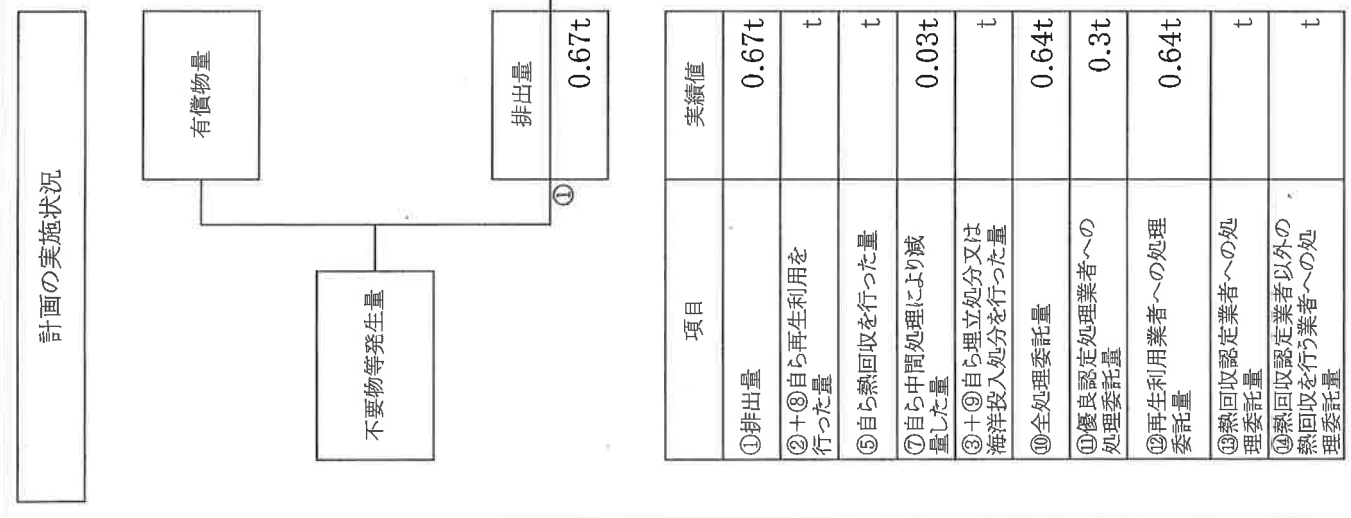 計画の実施状況
有償物量
不要物等発生量
排出量
①
0.67t
項目 実績値
①排出量 0.67t
②+⑧自ら再生利用を
行った量 t
⑤自ら熱回収を行った量 t
⑦自ら中間処理により減
量した量 0.03t
③+⑨自ら埋立処分又は
海洋投入処分を行った量 t
⑩全処理委託量 0.64t
⑪優良認定処理業者への
処理委託量 0.3t
⑫再生利用業者への処理
委託量 0.64t
⑬熱回収認定業者への処
理委託量 t
⑭熱回収認定業者以外の
熱回収を行う業者への処
理委託量 t